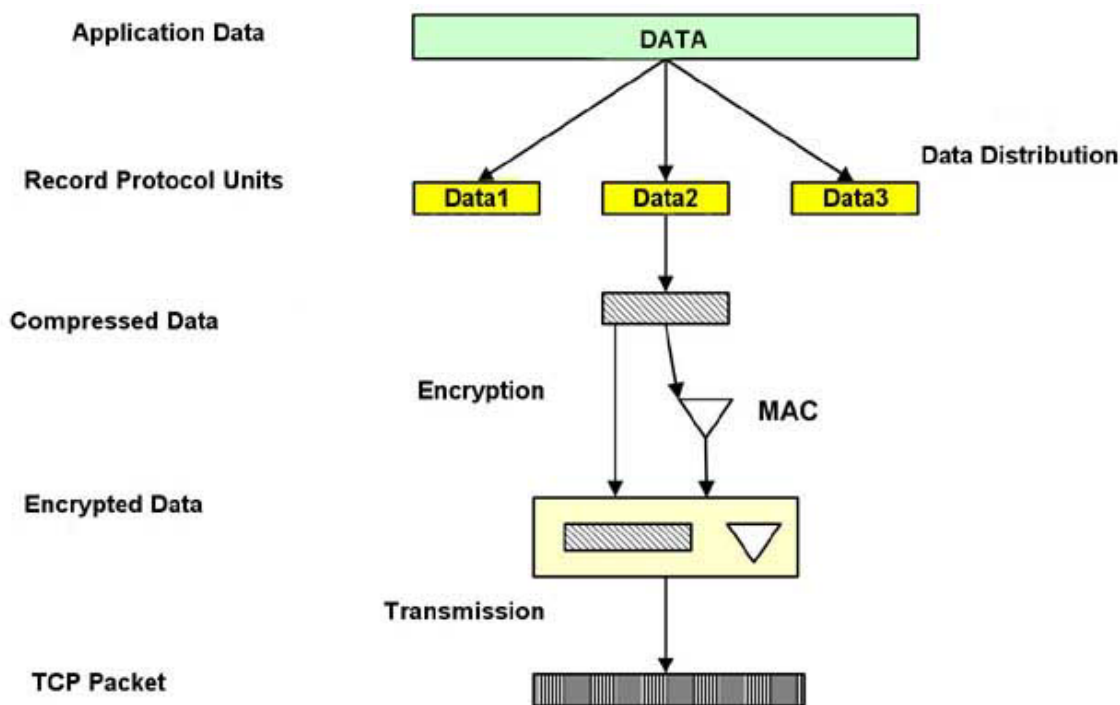 Application Data
DATA
Data Distribution
Record Protocol Units
Data1
Data2
Data3
Compressed Data
Encryption
MAC
Encrypted Data
Transmission
TCP Packet